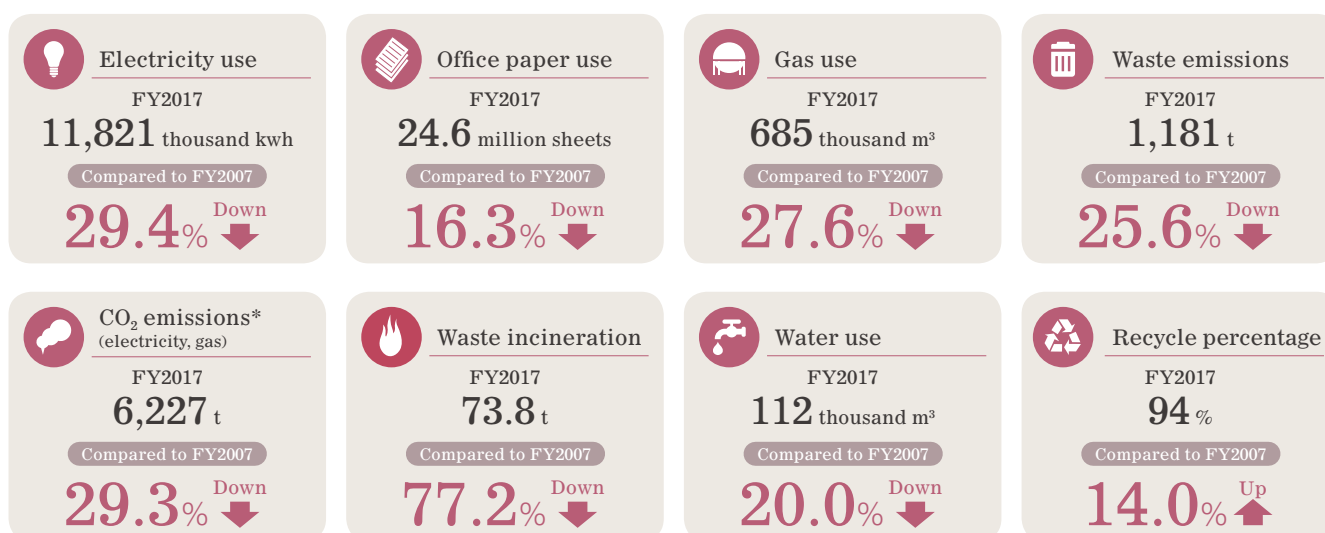 Electricity use
FY2017
11,821 thousand kwh
Compared to FY2007
29.4% Down
Office paper use
FY2017
24.6 million sheets
Compared to FY2007
16.3% Down
Gas use
FY2017
685 thousand m³
Compared to FY2007
27.6% Down
Waste emissions
FY2017
1,181 t
Compared to FY2007
25.6% Down
CO₂ emissions*
(electricity, gas)
FY2017
6,227 t
Compared to FY2007
29.3% Down
Waste incineration
FY2017
73.8 t
Compared to FY2007
77.2% Down
Water use
FY2017
112 thousand m³
Compared to FY2007
20.0% Down
Recycle percentage
FY2017
94 %
Compared to FY2007
14.0% Up